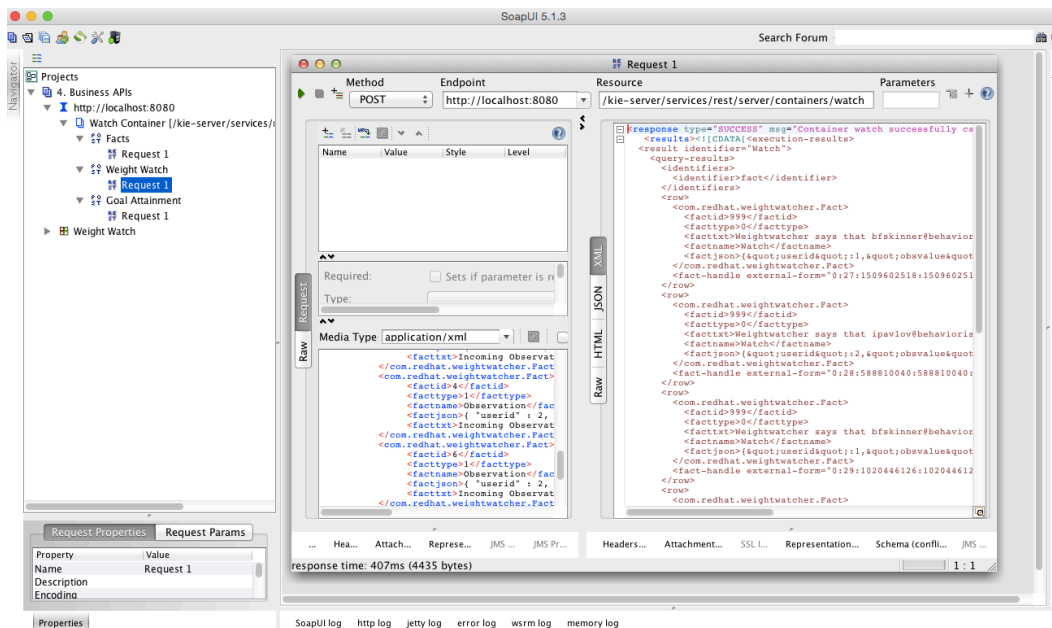 SoapUI 5.1.3
Search Forum
Navigator
Projects
4. Business APIs
http://localhost:8080
Watch Container [/kie-server/services/r
Facts
Request 1
Weight Watch
Request 1
Goal Attainment
Request 1
Weight Watch
Request Properties Request Params
Property Value
Name Request 1
Description
Encoding
Properties
Request 1
Method Endpoint Resource Parameters
POST http://localhost:8080 /kie-server/services/rest/server/containers/watch
Request
Raw
Name Value Style Level
Required: Sets if parameter is re
Type:
Media Type application/xml
<facttxt>Incoming Observat
</com.redhat.weightwatcher.Fact
<com.redhat.weightwatcher.Fact>
<factid>4</factid>
<facttype>1</facttype>
<factname>Observation</fac
<factjson>{ "userid" : 2,
<facttxt>Incoming Observat
</com.redhat.weightwatcher.Fact
<com.redhat.weightwatcher.Fact>
<factid>6</factid>
<facttype>1</facttype>
<factname>Observation</fac
<factjson>{ "userid" : 2,
<facttxt>Incoming Observat
</com.redhat.weightwatcher.Fact
XML
JSON
HTML
Raw
<response type="SUCCESS" msg="Container watch successfully ca
<results><![CDATA[<execution-results>
<result identifier="Watch">
<query-results>
<identifiers>
<identifier>fact</identifier>
</identifiers>
<row>
<com.redhat.weightwatcher.Fact>
<factid>999</factid>
<facttype>0</facttype>
<facttxt>Weightwatcher says that bfskinner@behavior
<factname>Watch</factname>
<factjson>{&quot;userid&quot;:1,&quot;obsvalue&quot
</com.redhat.weightwatcher.Fact>
<fact-handle external-form="0:27:1509602518:150960251
</row>
<row>
<com.redhat.weightwatcher.Fact>
<factid>999</factid>
<facttype>0</facttype>
<facttxt>Weightwatcher says that ipavlov@behavioris
<factname>Watch</factname>
<factjson>{&quot;userid&quot;:2,&quot;obsvalue&quot
</com.redhat.weightwatcher.Fact>
<fact-handle external-form="0:28:588810040:588810040:
</row>
<row>
<com.redhat.weightwatcher.Fact>
<factid>999</factid>
<facttype>0</facttype>
<facttxt>Weightwatcher says that bfskinner@behavior
<factname>Watch</factname>
<factjson>{&quot;userid&quot;:1,&quot;obsvalue&quot
</com.redhat.weightwatcher.Fact>
<fact-handle external-form="0:29:1020446126:102044612
</row>
<row>
<com.redhat.weightwatcher.Fact>
... Hea... Attach... Represe... JMS ... JMS Pr...
Headers... Attachment... SSL I... Representation... Schema (confli... JMS ...
response time: 407ms (4435 bytes)
1 : 1
SoapUI log http log jetty log error log wsrm log memory log